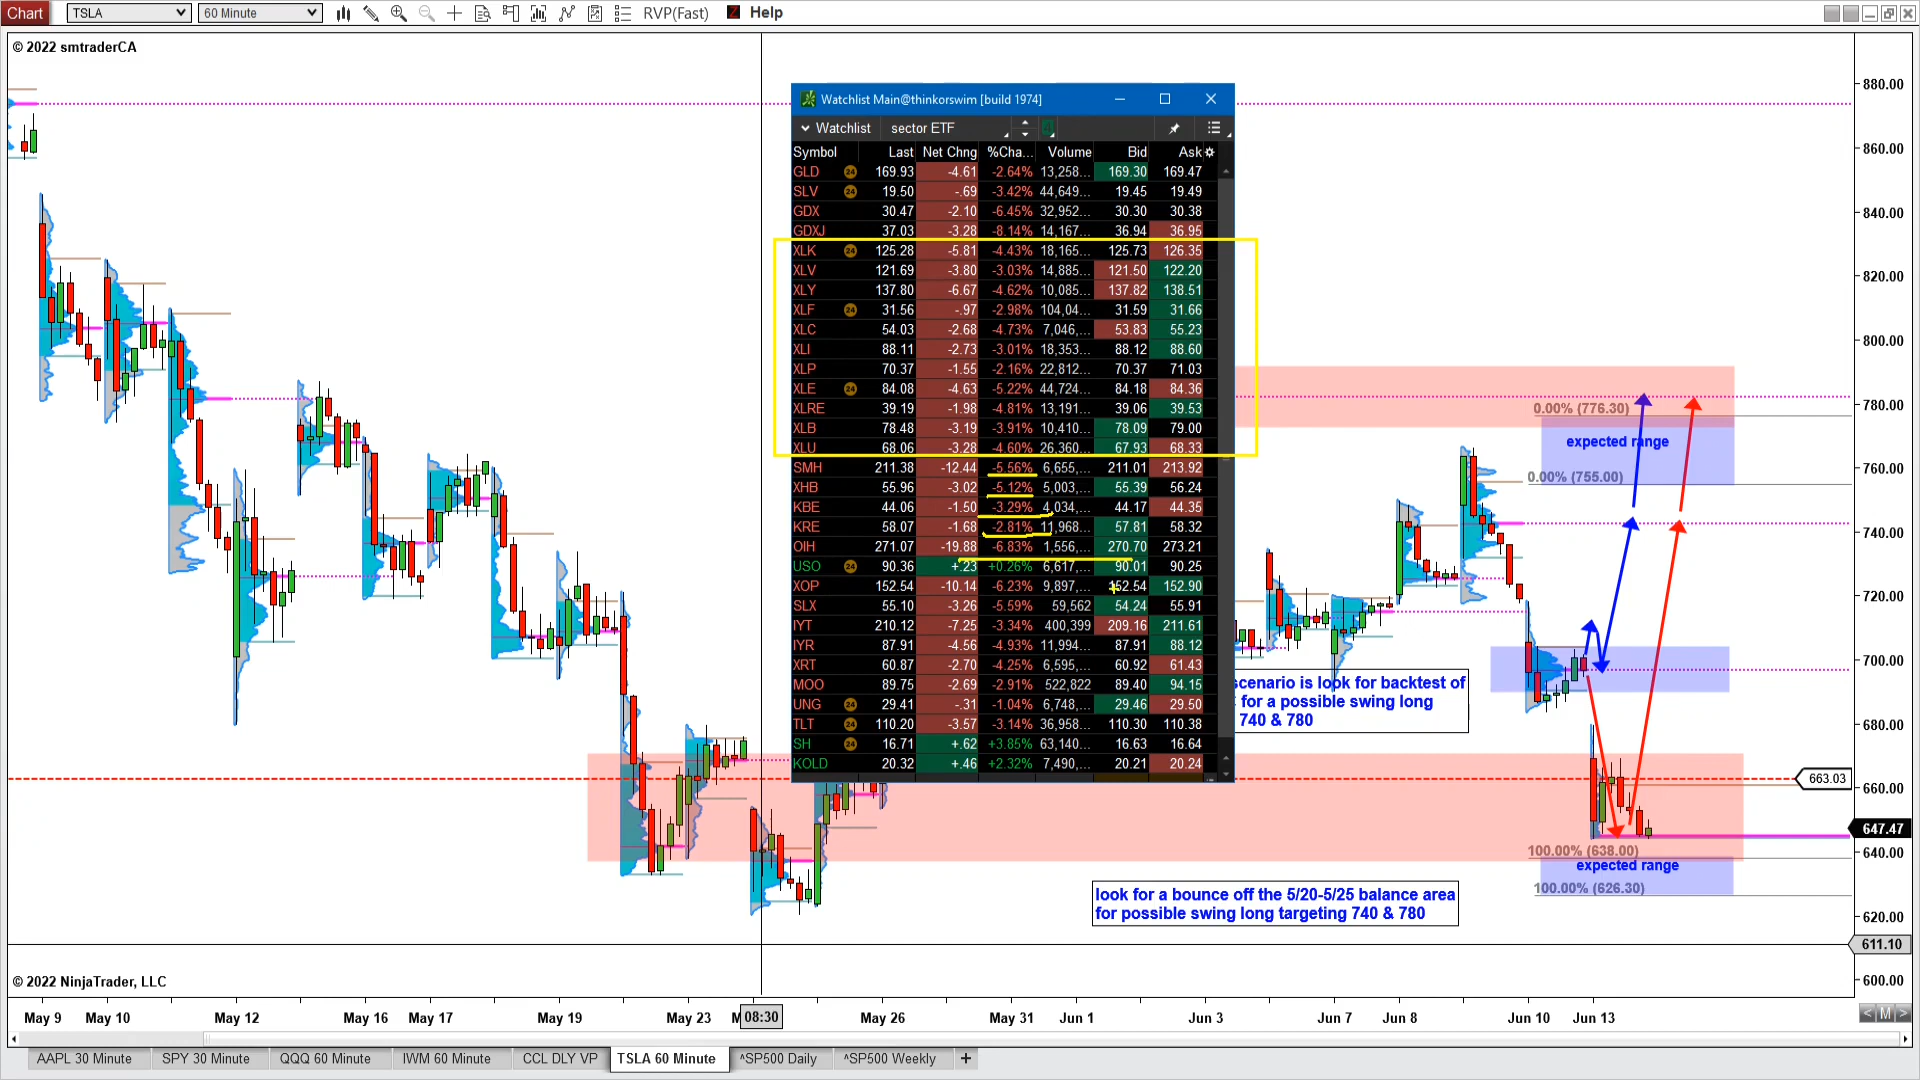 Chart TSLA 60 Minute RVP(Fast) Z Help
© 2022 smtraderCA
Watchlist Main@thinkorswim [build 1974]
Watchlist sector ETF
Symbol Last Net Chng %Cha... Volume Bid Ask
GLD 24 169.93 -4.61 -2.64% 13,258... 169.30 169.47
SLV 24 19.50 -.69 -3.42% 44,649... 19.45 19.49
GDX 30.47 -2.10 -6.45% 32,952... 30.30 30.38
GDXJ 37.03 -3.28 -8.14% 14,167... 36.94 36.95
XLK 24 125.28 -5.81 -4.43% 18,165... 125.73 126.35
XLV 121.69 -3.80 -3.03% 14,885... 121.50 122.20
XLY 137.80 -6.67 -4.62% 10,085... 137.82 138.51
XLF 24 31.56 -.97 -2.98% 104,04... 31.59 31.66
XLC 54.03 -2.68 -4.73% 7,046,... 53.83 55.23
XLI 88.11 -2.73 -3.01% 18,353... 88.12 88.60
XLP 70.37 -1.55 -2.16% 22,812... 70.37 71.03
XLE 24 84.08 -4.63 -5.22% 44,724... 84.18 84.36
XLRE 39.19 -1.98 -4.81% 13,191... 39.06 39.53
XLB 78.48 -3.19 -3.91% 10,410... 78.09 79.00
XLU 68.06 -3.28 -4.60% 26,360... 67.93 68.33
SMH 211.38 -12.44 -5.56% 6,655,... 211.01 213.92
XHB 55.96 -3.02 -5.12% 5,003,... 55.39 56.24
KBE 44.06 -1.50 -3.29% 4,034,... 44.17 44.35
KRE 58.07 -1.68 -2.81% 11,968... 57.81 58.32
OIH 271.07 -19.88 -6.83% 1,556,... 270.70 273.21
USO 24 90.36 +.23 +0.26% 6,617,... 90.01 90.25
XOP 152.54 -10.14 -6.23% 9,897,... 152.54 152.90
SLX 55.10 -3.26 -5.59% 59,562 54.24 55.91
IYT 210.12 -7.25 -3.34% 400,399 209.16 211.61
IYR 87.91 -4.56 -4.93% 11,994... 87.91 88.12
XRT 60.87 -2.70 -4.25% 6,595,... 60.92 61.43
MOO 89.75 -2.69 -2.91% 522,822 89.40 94.15
UNG 24 29.41 -.31 -1.04% 6,748,... 29.46 29.50
TLT 24 110.20 -3.57 -3.14% 36,958... 110.30 110.38
SH 24 16.71 +.62 +3.85% 63,140... 16.63 16.64
KOLD 20.32 +.46 +2.32% 7,490,... 20.21 20.24
0.00% (776.30)
expected range
0.00% (755.00)
scenario is look for backtest of
for a possible swing long
740 & 780
100.00% (638.00)
expected range
100.00% (626.30)
look for a bounce off the 5/20-5/25 balance area
for possible swing long targeting 740 & 780
880.00
860.00
840.00
820.00
800.00
780.00
760.00
740.00
720.00
700.00
680.00
663.03
660.00
647.47
640.00
620.00
611.10
600.00
© 2022 NinjaTrader, LLC
May 9 May 10 May 12 May 16 May 17 May 19 May 23 M 08:30 May 26 May 31 Jun 1 Jun 3 Jun 7 Jun 8 Jun 10 Jun 13 < M >
AAPL 30 Minute SPY 30 Minute QQQ 60 Minute IWM 60 Minute CCL DLY VP TSLA 60 Minute ^SP500 Daily ^SP500 Weekly +